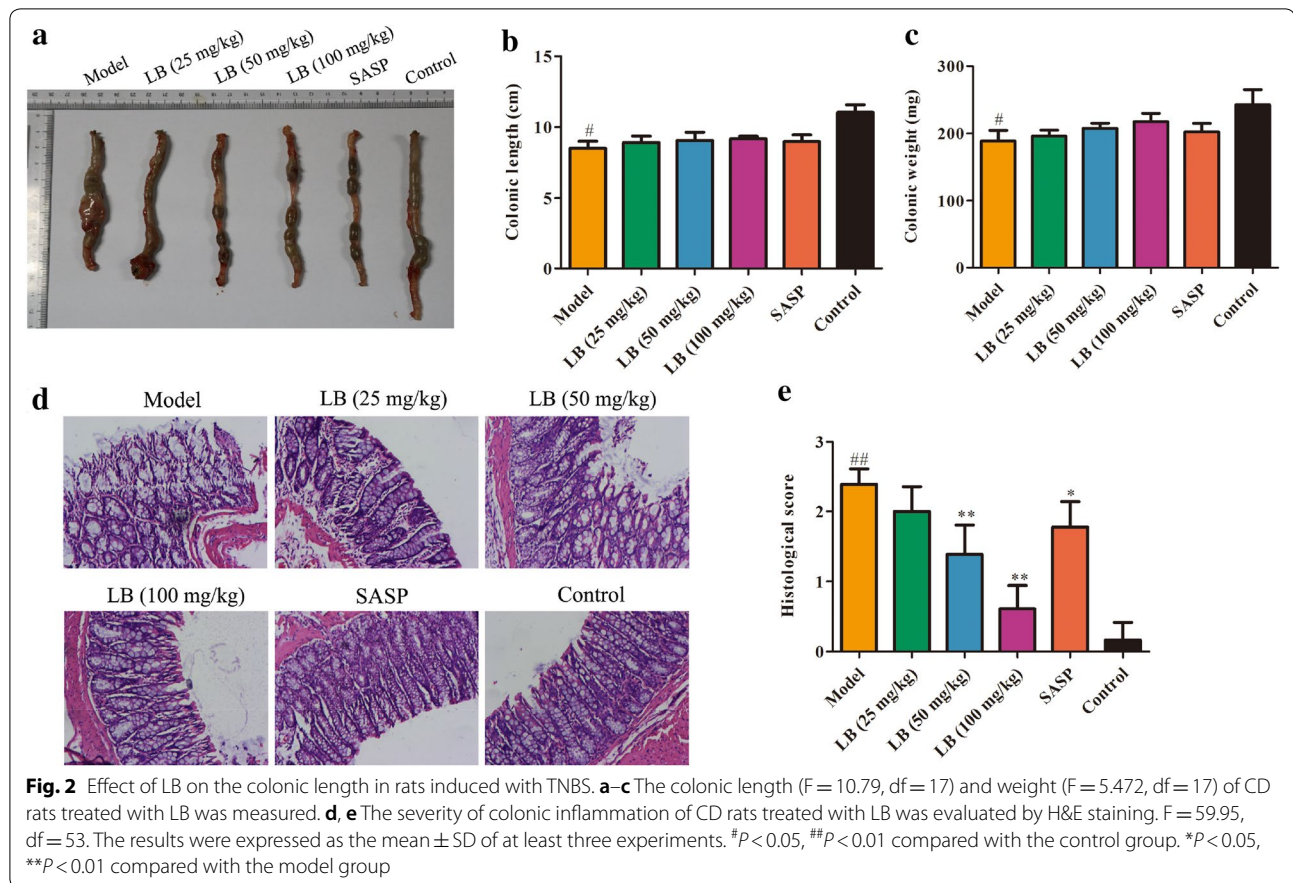 a
Model
LB (25 mg/kg)
LB (50 mg/kg)
LB (100 mg/kg)
SASP
Control
b
Colonic length (cm)
15
10
5
0
#
Model
LB (25 mg/kg)
LB (50 mg/kg)
LB (100 mg/kg)
SASP
Control
c
Colonic weight (mg)
300
200
100
0
#
Model
LB (25 mg/kg)
LB (50 mg/kg)
LB (100 mg/kg)
SASP
Control
d
Model
LB (25 mg/kg)
LB (50 mg/kg)
LB (100 mg/kg)
SASP
Control
e
Histological score
3
2
1
0
##
**
**
*
Model
LB (25 mg/kg)
LB (50 mg/kg)
LB (100 mg/kg)
SASP
Control
Fig. 2 Effect of LB on the colonic length in rats induced with TNBS. a–c The colonic length (F = 10.79, df = 17) and weight (F = 5.472, df = 17) of CD
rats treated with LB was measured. d, e The severity of colonic inflammation of CD rats treated with LB was evaluated by H&E staining. F = 59.95,
df = 53. The results were expressed as the mean ± SD of at least three experiments. #P < 0.05, ##P < 0.01 compared with the control group. *P < 0.05,
**P < 0.01 compared with the model group